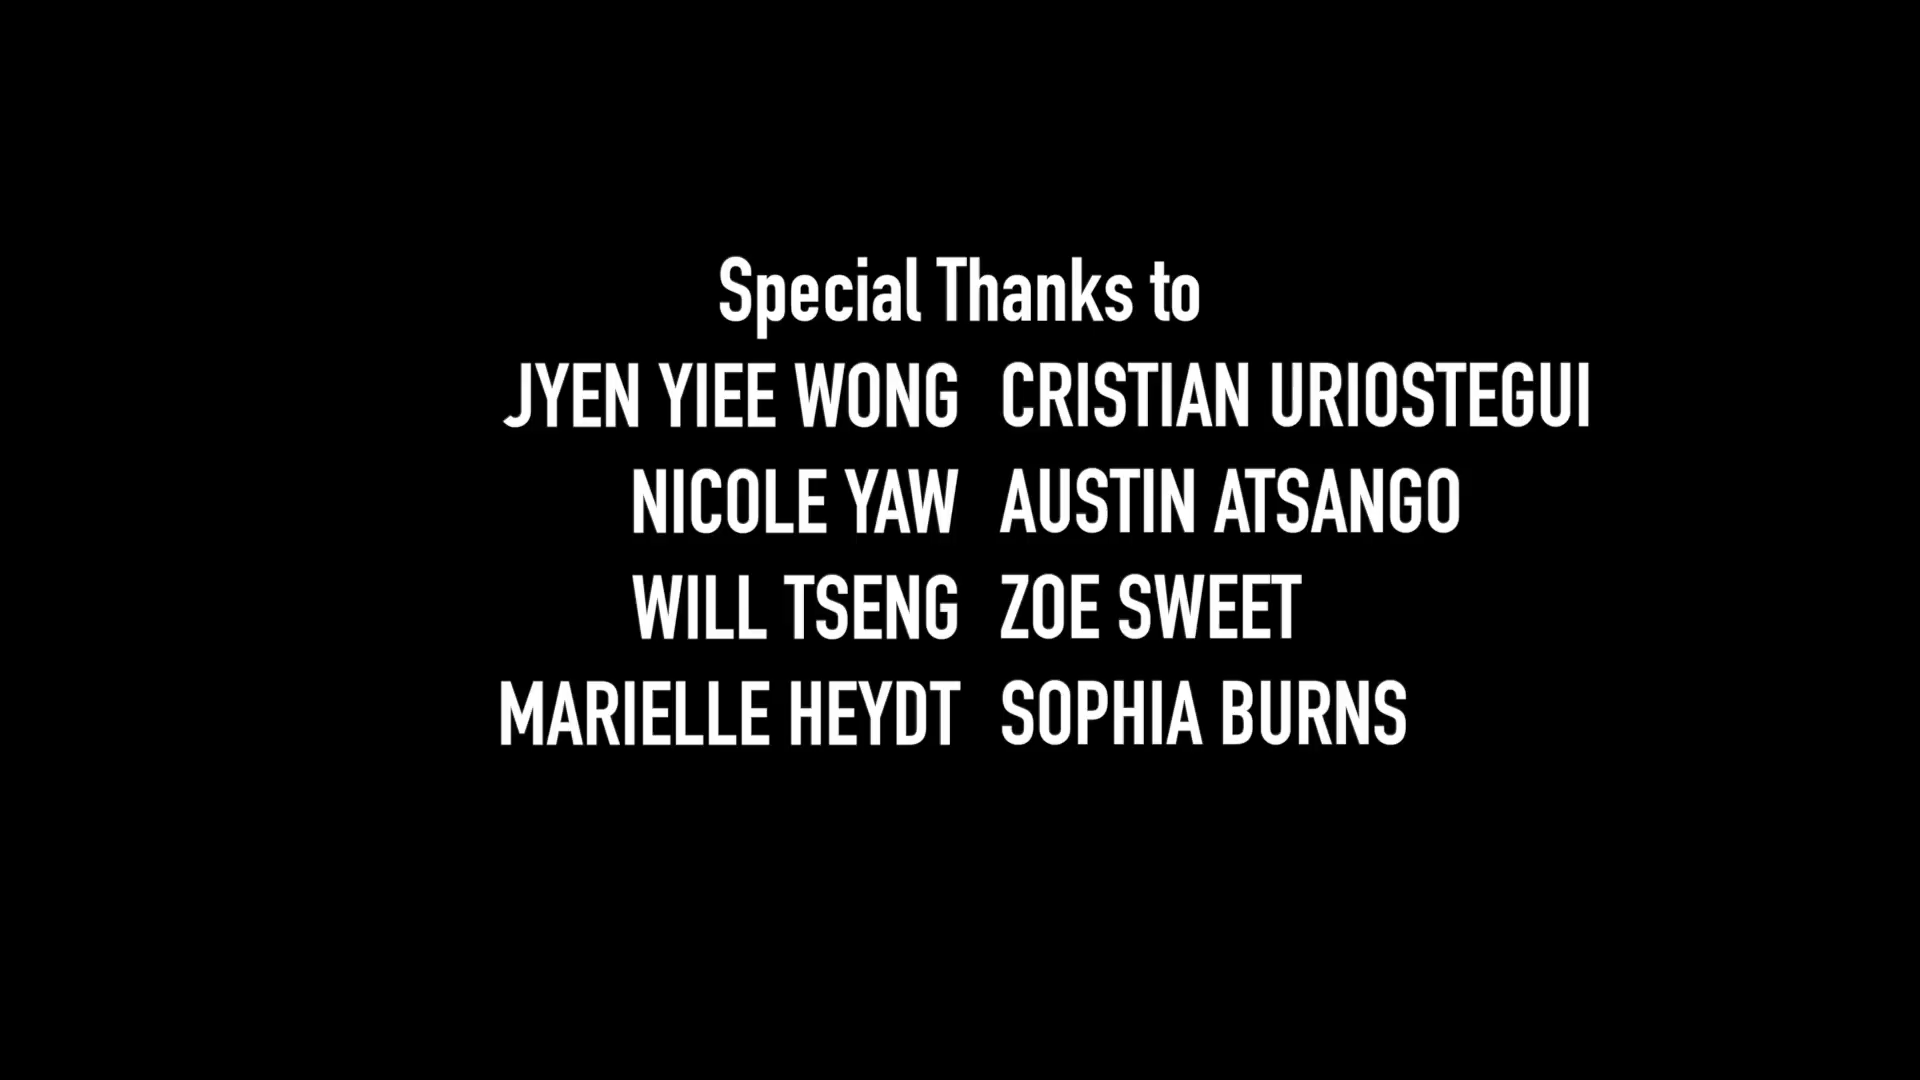 Special Thanks to
JYEN YIEE WONG CRISTIAN URIOSTEGUI
NICOLE YAW AUSTIN ATSANGO
WILL TSENG ZOE SWEET
MARIELLE HEYDT SOPHIA BURNS